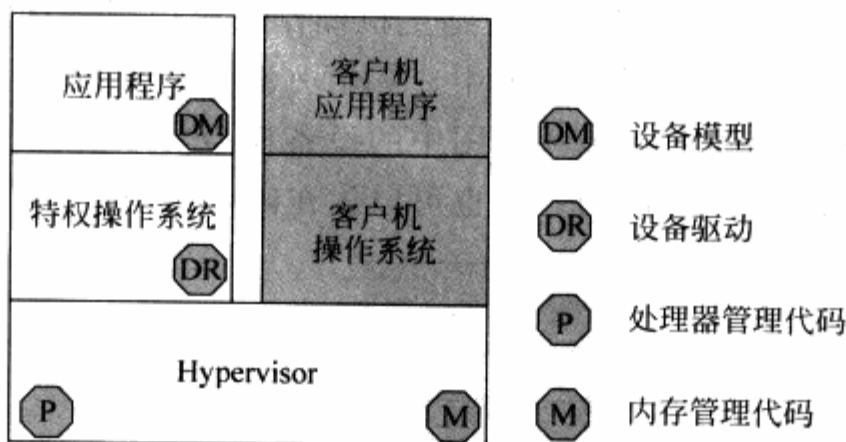 应用程序
DM
特权操作系统
DR
客户机
应用程序
客户机
操作系统
Hypervisor
P
M
DM 设备模型
DR 设备驱动
P 处理器管理代码
M 内存管理代码